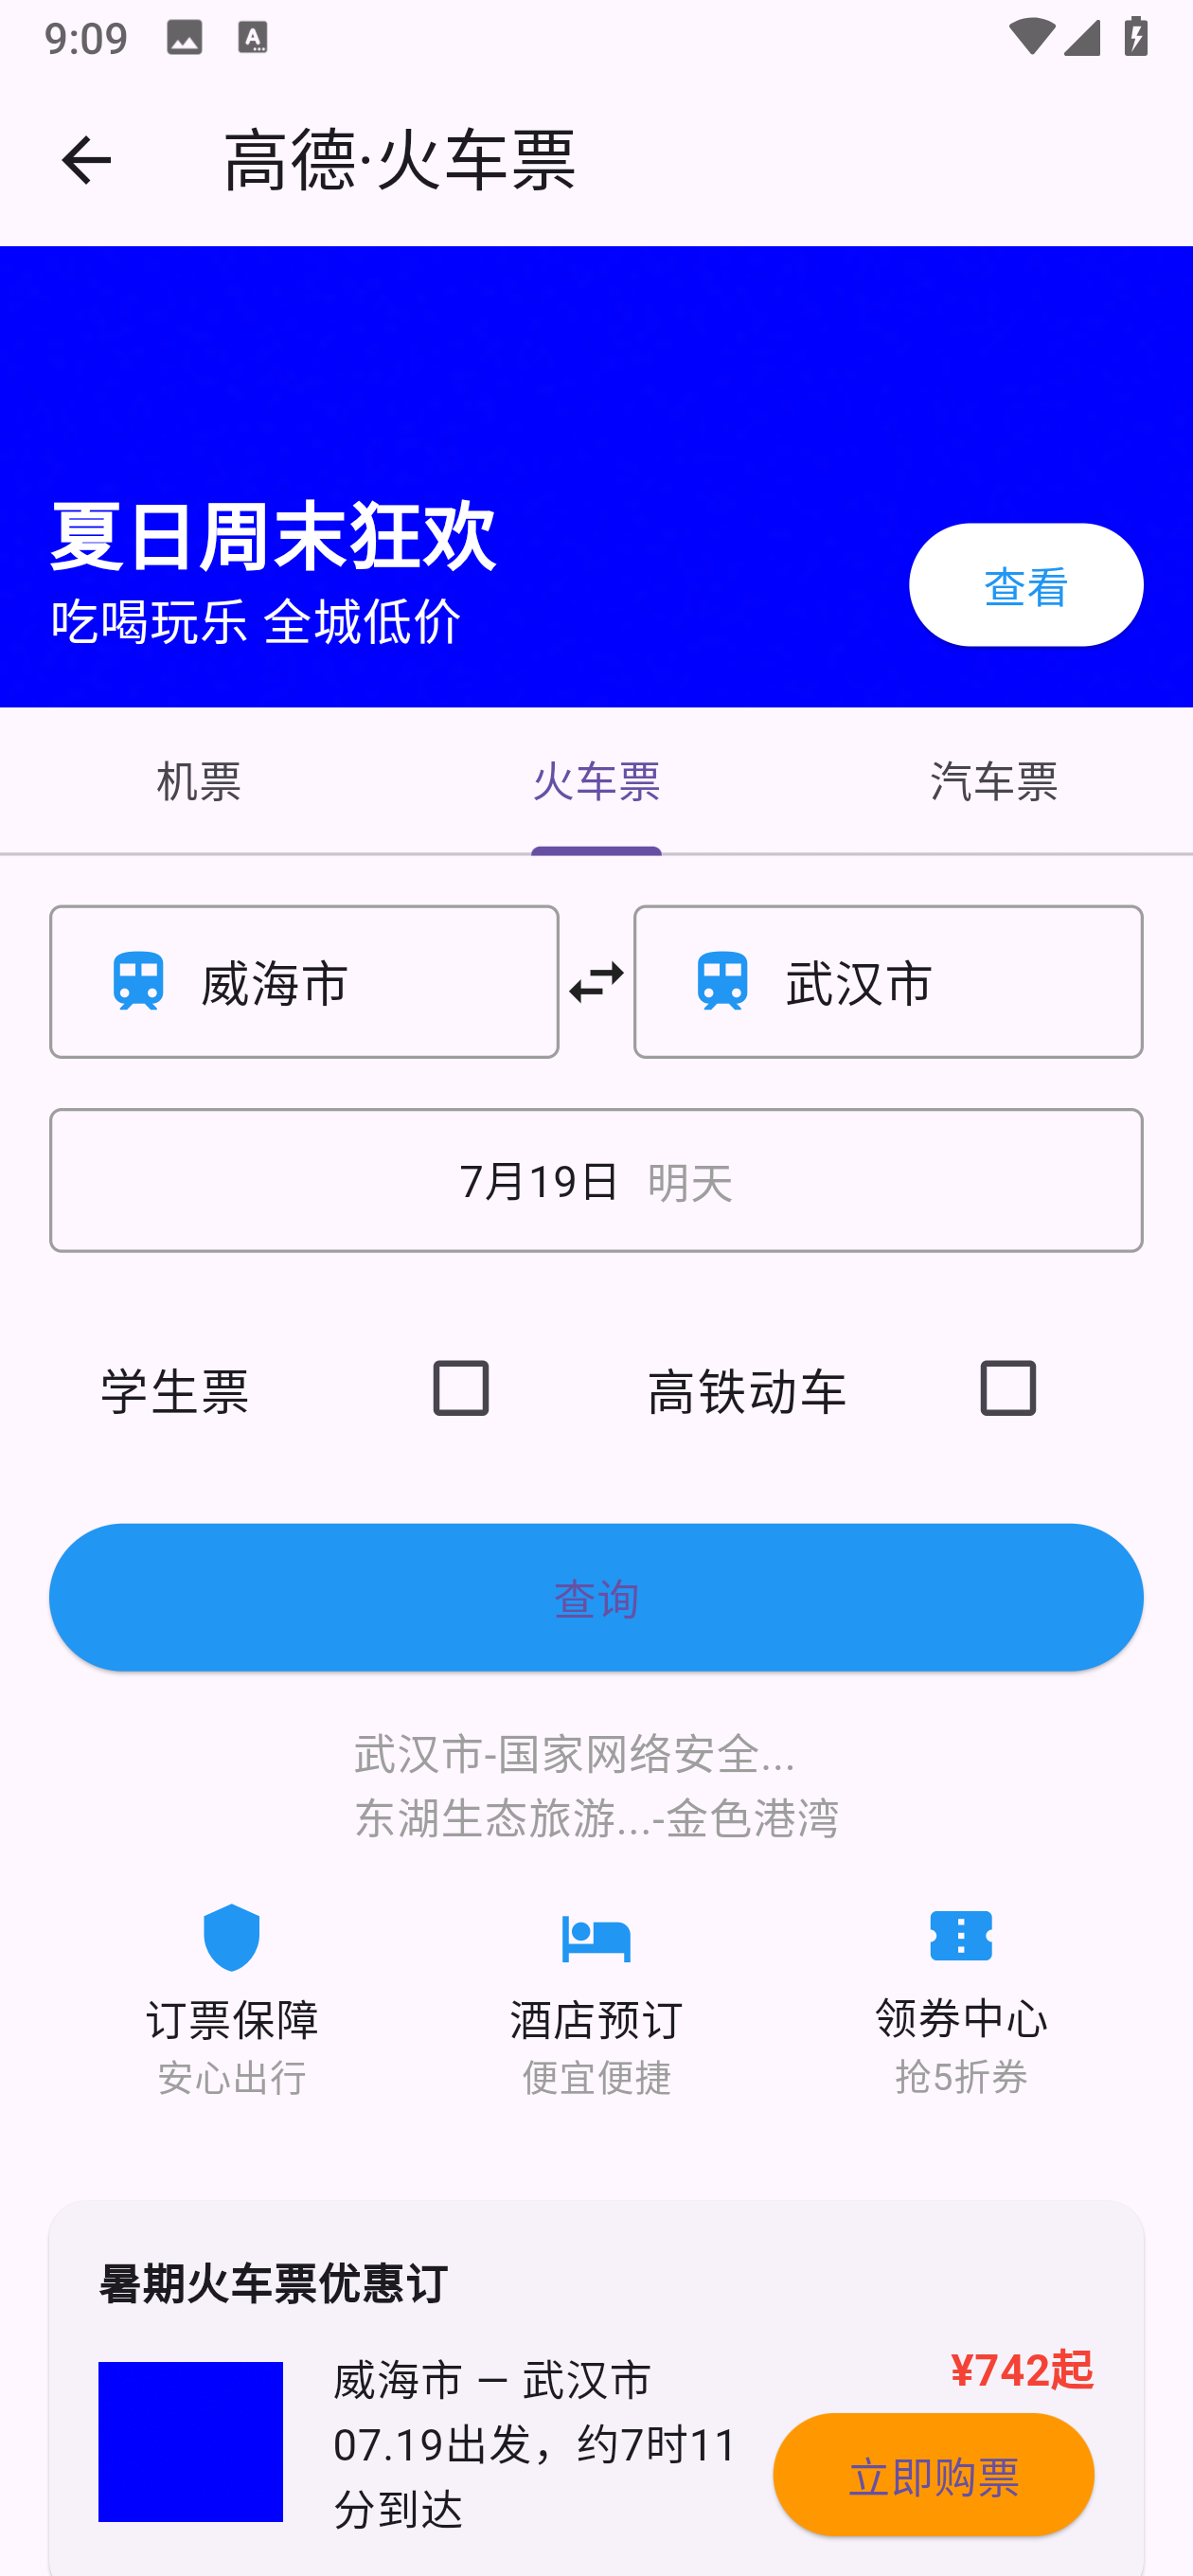 9:09
高德·火车票
夏日周末狂欢
吃喝玩乐 全城低价
查看
机票
火车票
汽车票
威海市
武汉市
7月19日 明天
学生票
高铁动车
查询
武汉市-国家网络安全...
东湖生态旅游...-金色港湾
订票保障
安心出行
酒店预订
便宜便捷
领券中心
抢5折券
暑期火车票优惠订
威海市 — 武汉市
07.19出发，约7时11
分到达
¥742起
立即购票